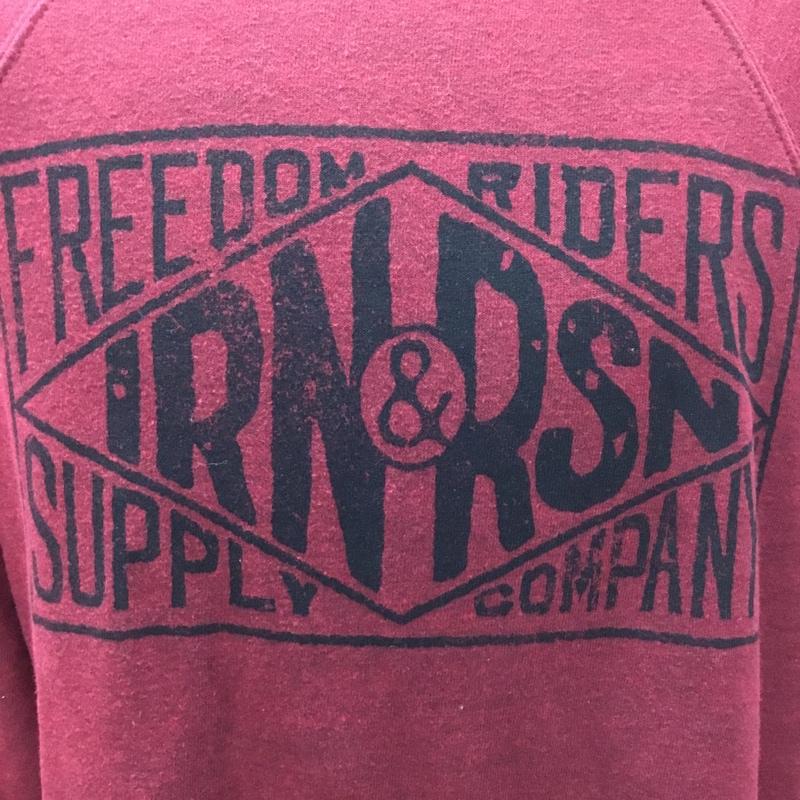 FREEDOM RIDERS
IRN & RSN
SUPPLY COMPANY